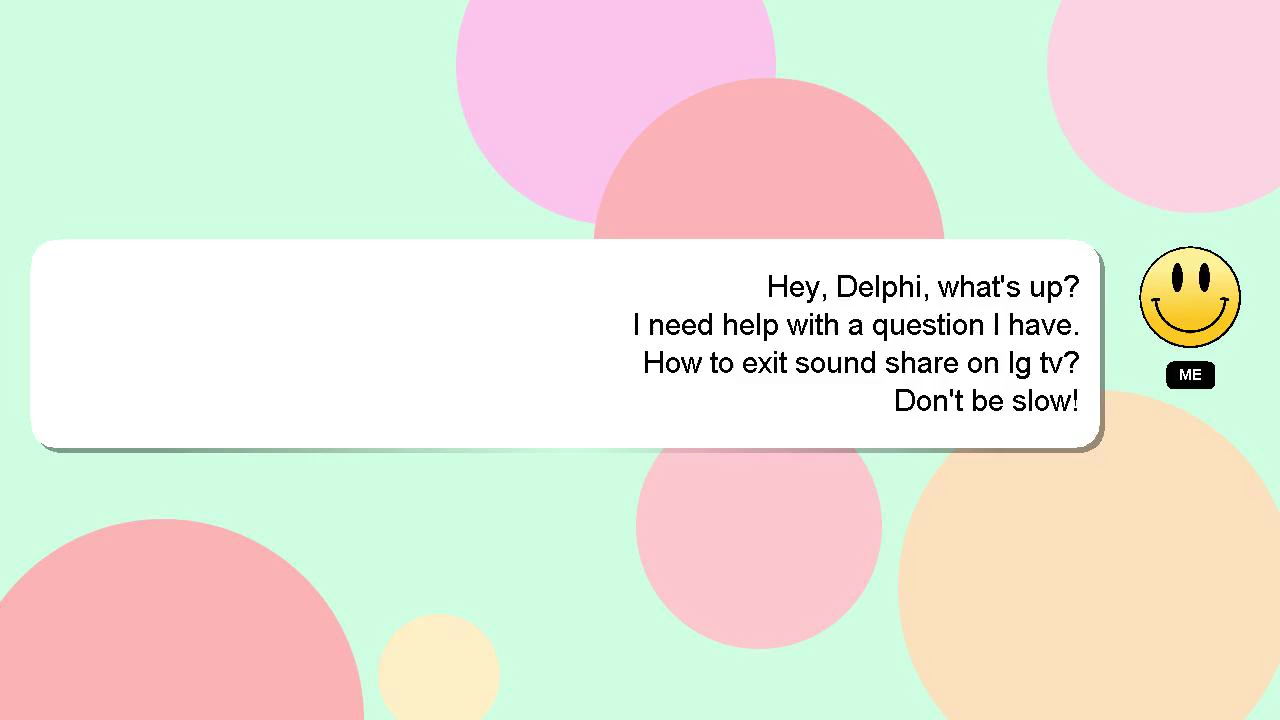 Hey, Delphi, what's up?
I need help with a question I have.
How to exit sound share on lg tv?
Don't be slow!
ME